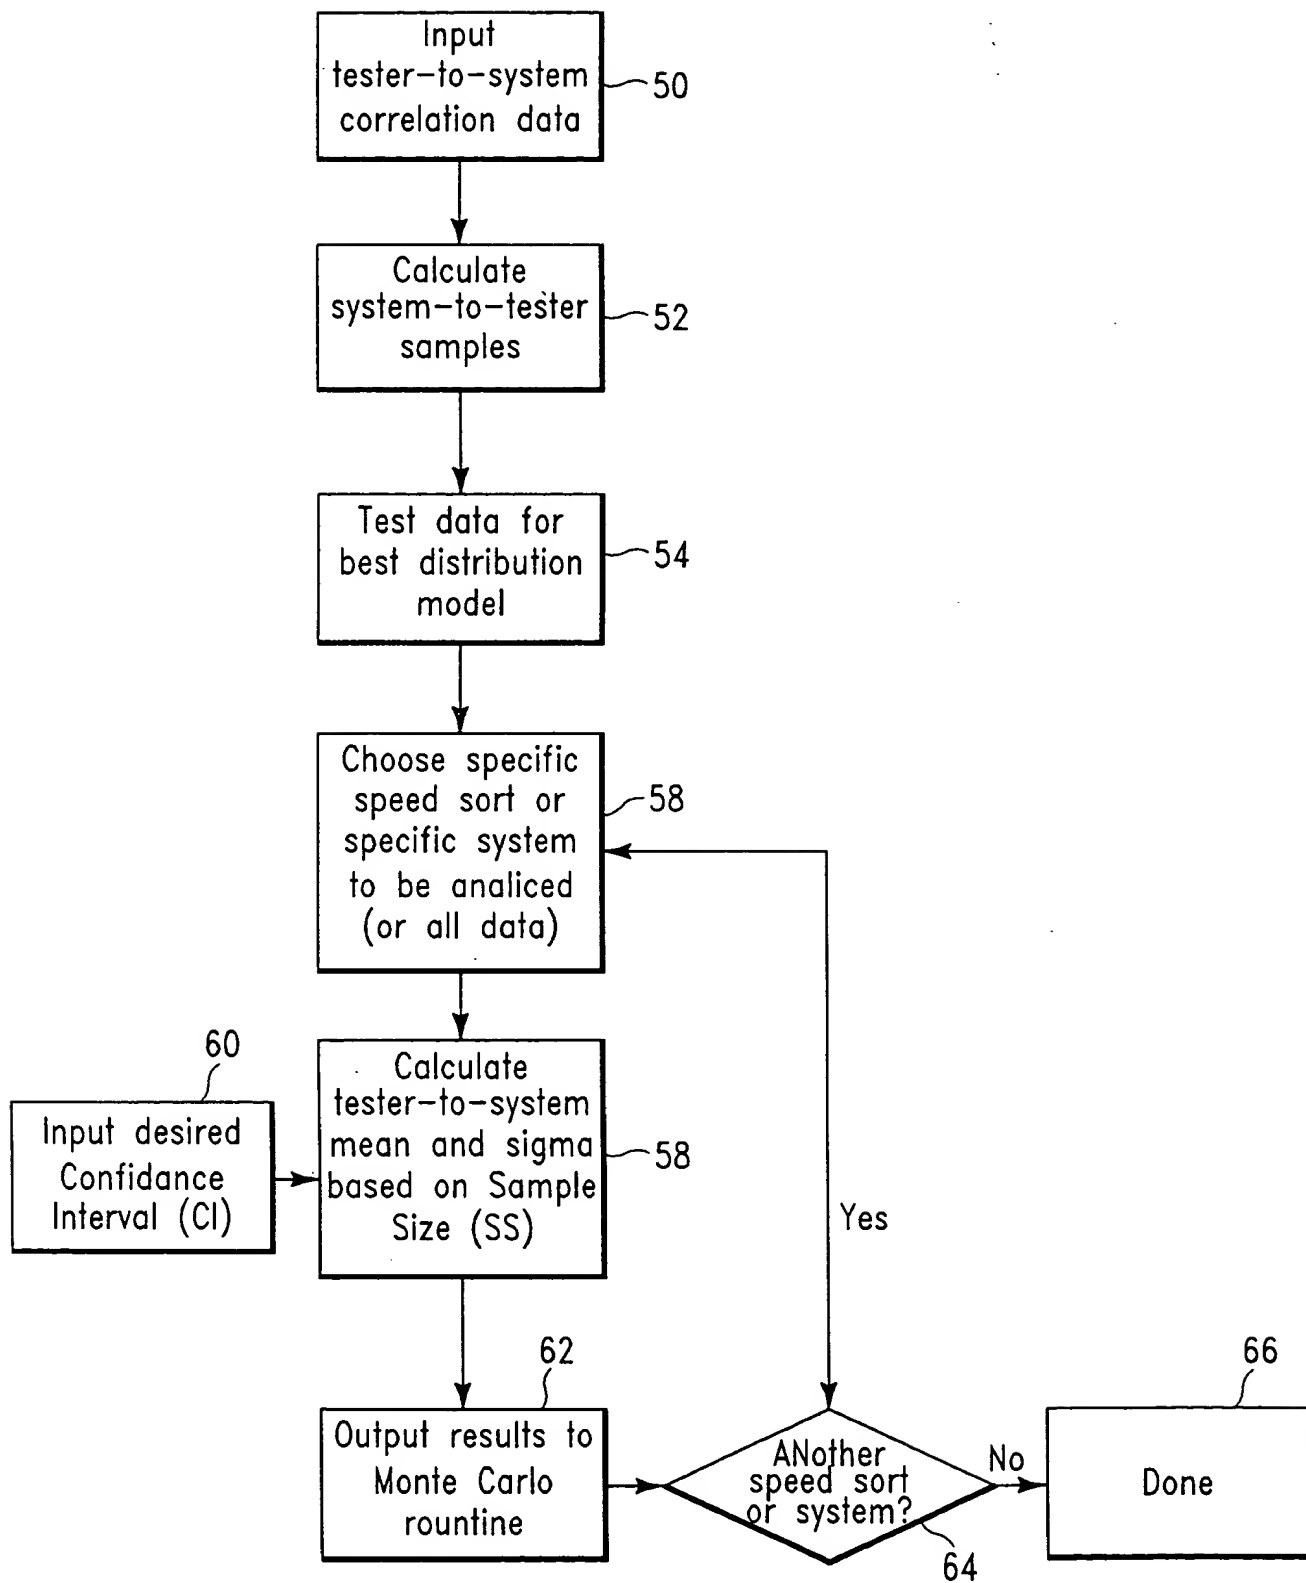 Input
tester-to-system
correlation data
50
Calculate
system-to-tester
samples
52
Test data for
best distribution
model
54
Choose specific
speed sort or
specific system
to be analiced
(or all data)
58
60
Input desired
Confidance
Interval (CI)
Calculate
tester-to-system
mean and sigma
based on Sample
Size (SS)
58
Yes
62
Output results to
Monte Carlo
rountine
ANother
speed sort
or system?
64
No
66
Done